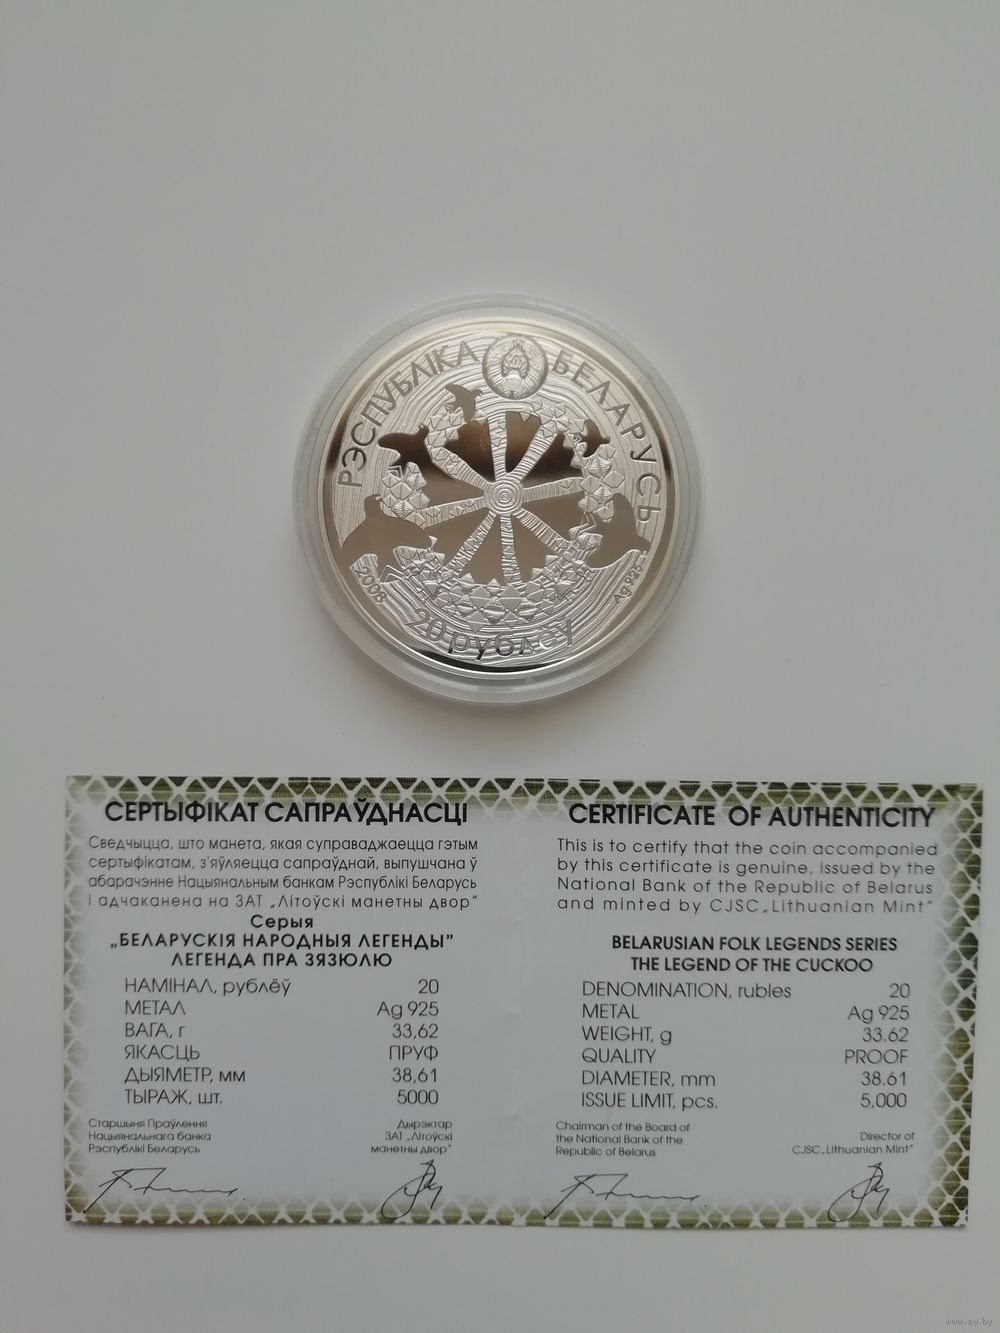 РЭСПУБЛІКА БЕЛАРУСЬ
2008
Ag 925
20 рублёў
СЕРТЫФІКАТ САПРАЎДНАСЦІ
Сведчыцца, што манета, якая суправаджаецца гэтым
сертыфікатам, з'яўляецца сапраўднай, выпушчана ў
абарачэнне Нацыянальным банкам Рэспублікі Беларусь
і адчаканена на ЗАТ „Літоўскі манетны двор"
Серыя
„БЕЛАРУСКІЯ НАРОДНЫЯ ЛЕГЕНДЫ"
ЛЕГЕНДА ПРА ЗЯЗЮЛЮ
НАМІНАЛ, рублёў 20
МЕТАЛ Ag 925
ВАГА, г 33,62
ЯКАСЦЬ ПРУФ
ДЫЯМЕТР, мм 38,61
ТЫРАЖ, шт. 5000
Старшыня Праўлення
Нацыянальнага банка
Рэспублікі Беларусь
Дырэктар
ЗАТ „Літоўскі
манетны двор"
CERTIFICATE OF AUTHENTICITY
This is to certify that the coin accompanied
by this certificate is genuine, issued by the
National Bank of the Republic of Belarus
and minted by CJSC „Lithuanian Mint"
BELARUSIAN FOLK LEGENDS SERIES
THE LEGEND OF THE CUCKOO
DENOMINATION, rubles 20
METAL Ag 925
WEIGHT, g 33.62
QUALITY PROOF
DIAMETER, mm 38.61
ISSUE LIMIT, pcs. 5,000
Chairman of the Board of
the National Bank of the
Republic of Belarus
Director of
CJSC „Lithuanian Mint"
www.ay.by